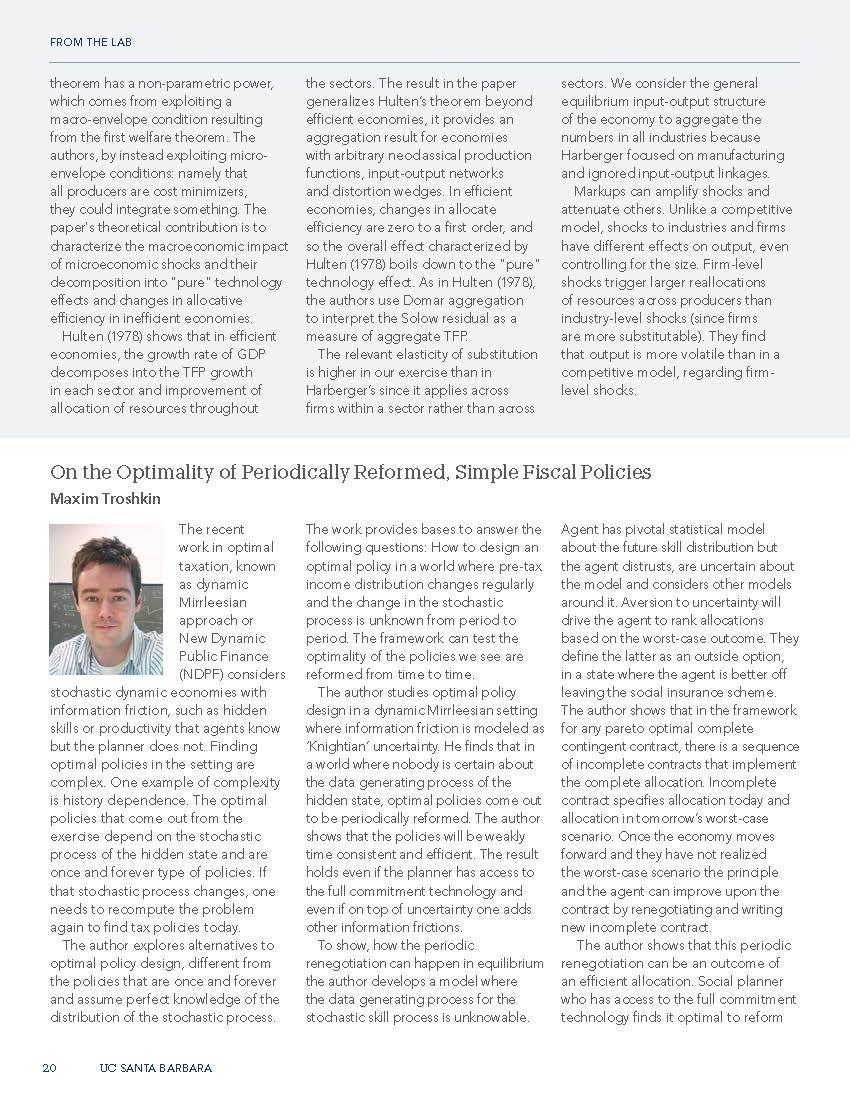 FROM THE LAB
theorem has a non-parametric power,
which comes from exploiting a
macro-envelope condition resulting
from the first welfare theorem. The
authors, by instead exploiting micro-
envelope conditions: namely that
all producers are cost minimizers,
they could integrate something. The
paper's theoretical contribution is to
characterize the macroeconomic impact
of microeconomic shocks and their
decomposition into "pure" technology
effects and changes in allocative
efficiency in inefficient economies.
Hulten (1978) shows that in efficient
economies, the growth rate of GDP
decomposes into the TFP growth
in each sector and improvement of
allocation of resources throughout
the sectors. The result in the paper
generalizes Hulten's theorem beyond
efficient economies, it provides an
aggregation result for economies
with arbitrary neoclassical production
functions, input-output networks
and distortion wedges. In efficient
economies, changes in allocate
efficiency are zero to a first order, and
so the overall effect characterized by
Hulten (1978) boils down to the "pure"
technology effect. As in Hulten (1978),
the authors use Domar aggregation
to interpret the Solow residual as a
measure of aggregate TFP.
The relevant elasticity of substitution
is higher in our exercise than in
Harberger's since it applies across
firms within a sector rather than across
sectors. We consider the general
equilibrium input-output structure
of the economy to aggregate the
numbers in all industries because
Harberger focused on manufacturing
and ignored input-output linkages.
Markups can amplify shocks and
attenuate others. Unlike a competitive
model, shocks to industries and firms
have different effects on output, even
controlling for the size. Firm-level
shocks trigger larger reallocations
of resources across producers than
industry-level shocks (since firms
are more substitutable). They find
that output is more volatile than in a
competitive model, regarding firm-
level shocks.
On the Optimality of Periodically Reformed, Simple Fiscal Policies
Maxim Troshkin
The recent
work in optimal
taxation, known
as dynamic
Mirrleesian
approach or
New Dynamic
Public Finance
(NDPF) considers
stochastic dynamic economies with
information friction, such as hidden
skills or productivity that agents know
but the planner does not. Finding
optimal policies in the setting are
complex. One example of complexity
is history dependence. The optimal
policies that come out from the
exercise depend on the stochastic
process of the hidden state and are
once and forever type of policies. If
that stochastic process changes, one
needs to recompute the problem
again to find tax policies today.
The author explores alternatives to
optimal policy design, different from
the policies that are once and forever
and assume perfect knowledge of the
distribution of the stochastic process.
The work provides bases to answer the
following questions: How to design an
optimal policy in a world where pre-tax
income distribution changes regularly
and the change in the stochastic
process is unknown from period to
period. The framework can test the
optimality of the policies we see are
reformed from time to time.
The author studies optimal policy
design in a dynamic Mirrleesian setting
where information friction is modeled as
'Knightian' uncertainty. He finds that in
a world where nobody is certain about
the data generating process of the
hidden state, optimal policies come out
to be periodically reformed. The author
shows that the policies will be weakly
time consistent and efficient. The result
holds even if the planner has access to
the full commitment technology and
even if on top of uncertainty one adds
other information frictions.
To show, how the periodic
renegotiation can happen in equilibrium
the author develops a model where
the data generating process for the
stochastic skill process is unknowable.
Agent has pivotal statistical model
about the future skill distribution but
the agent distrusts, are uncertain about
the model and considers other models
around it. Aversion to uncertainty will
drive the agent to rank allocations
based on the worst-case outcome. They
define the latter as an outside option,
in a state where the agent is better off
leaving the social insurance scheme.
The author shows that in the framework
for any pareto optimal complete
contingent contract, there is a sequence
of incomplete contracts that implement
the complete allocation. Incomplete
contract specifies allocation today and
allocation in tomorrow's worst-case
scenario. Once the economy moves
forward and they have not realized
the worst-case scenario the principle
and the agent can improve upon the
contract by renegotiating and writing
new incomplete contract.
The author shows that this periodic
renegotiation can be an outcome of
an efficient allocation. Social planner
who has access to the full commitment
technology finds it optimal to reform
20 UC SANTA BARBARA